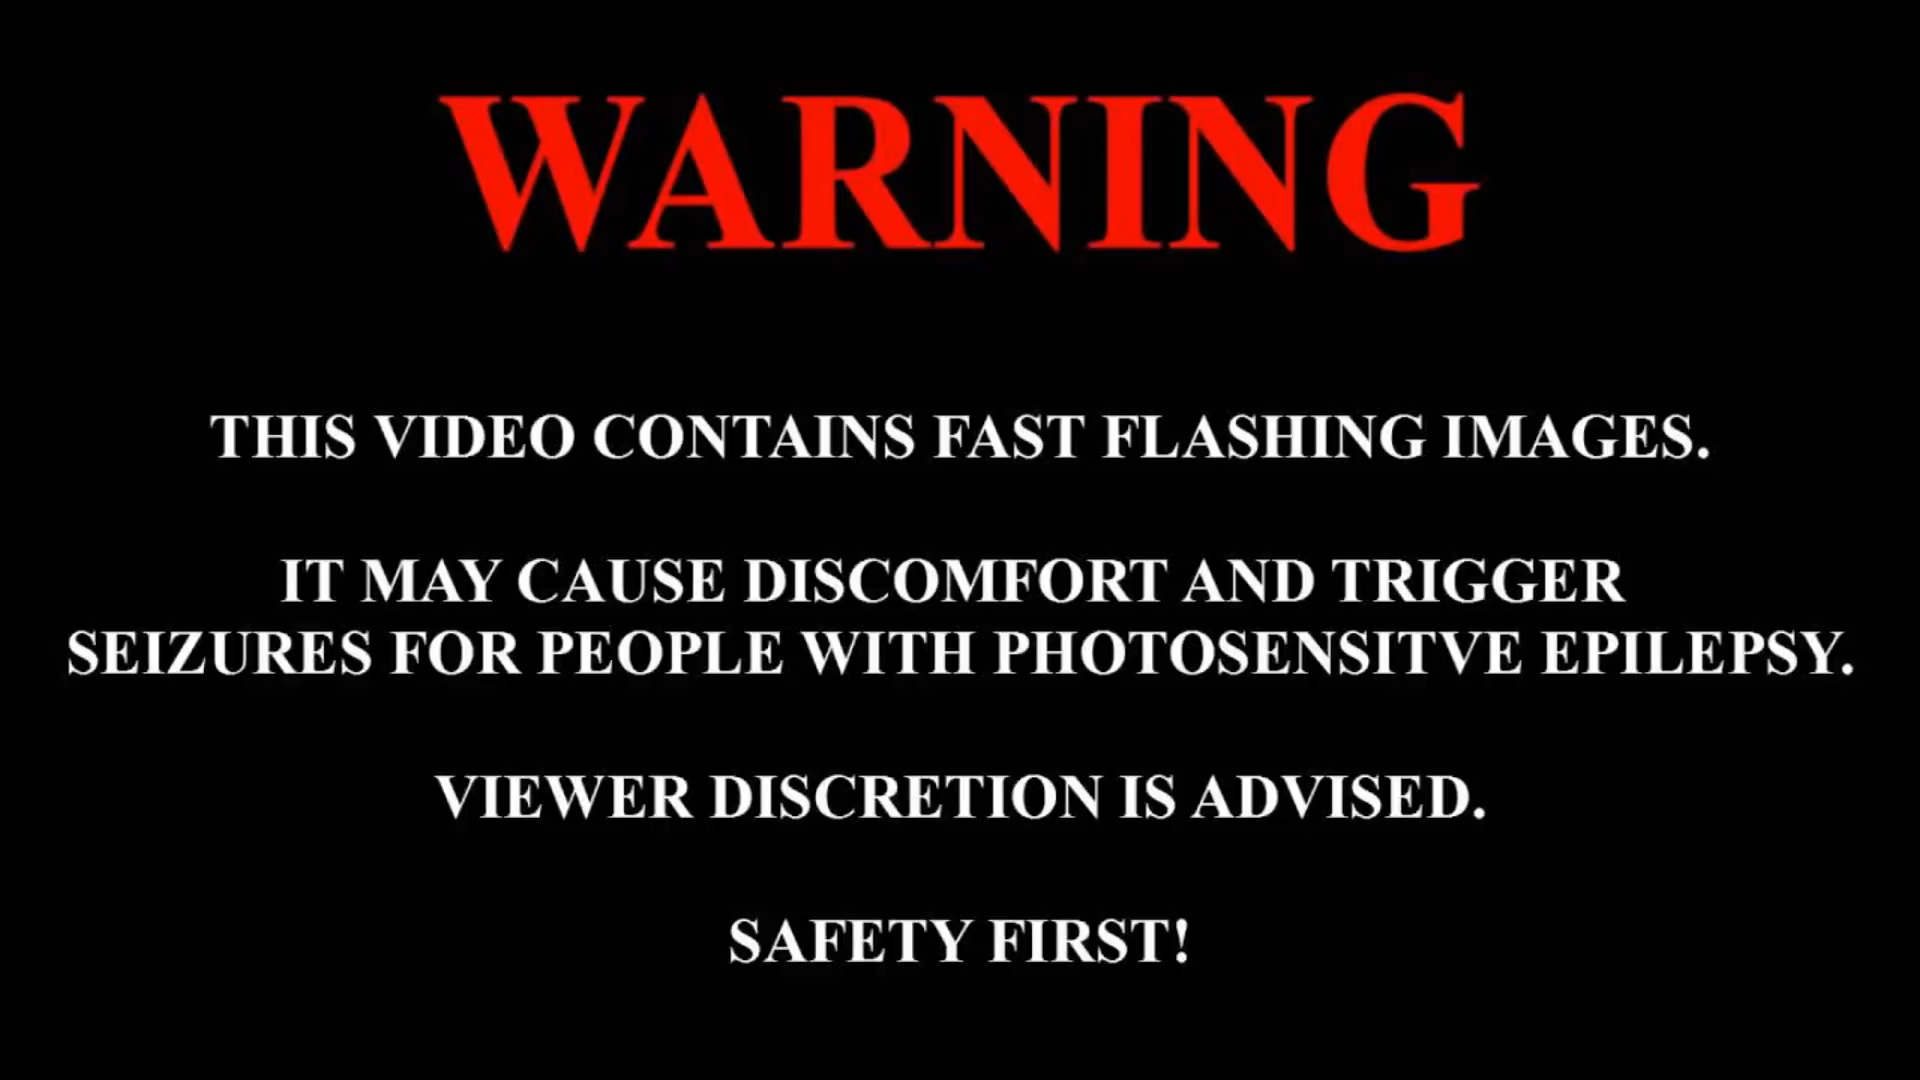 WARNING
THIS VIDEO CONTAINS FAST FLASHING IMAGES.
IT MAY CAUSE DISCOMFORT AND TRIGGER
SEIZURES FOR PEOPLE WITH PHOTOSENSITVE EPILEPSY.
VIEWER DISCRETION IS ADVISED.
SAFETY FIRST!